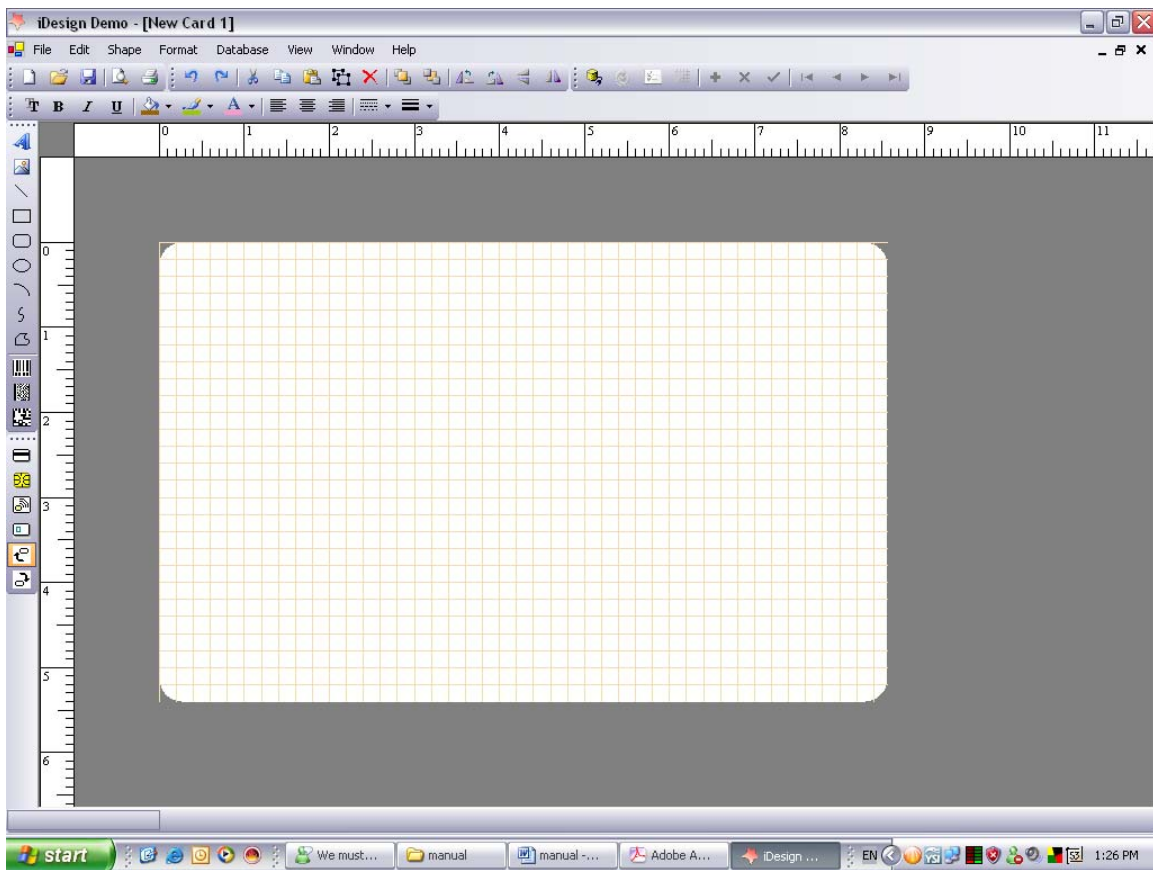 iDesign Demo - [New Card 1]
File Edit Shape Format Database View Window Help
B I U A
0 1 2 3 4 5 6 7 8 9 10 11
A
0
1
2
3
4
5
6
start We must... manual manual -... Adobe A... iDesign ... EN 1:26 PM